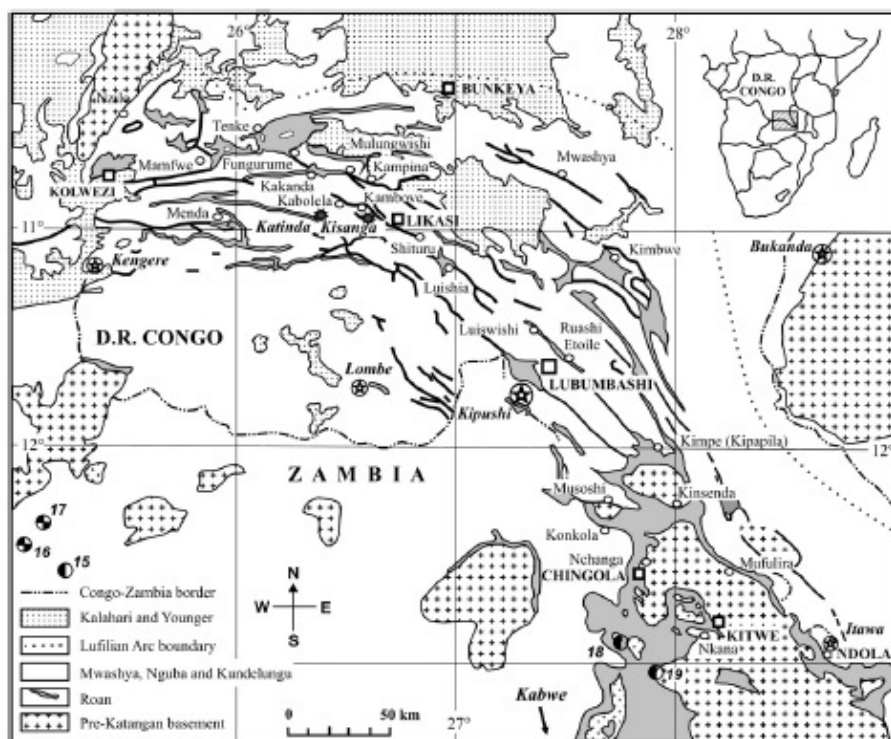 26°
28°
D.R.
CONGO
BUNKEYA
Tenke
Mulungwishi
Mwashya
Mamfwe
Fungurume
Kampina
KOLWEZI
Kakanda
Kabolela
Kambove
Menda
Katinda
Kisanga
LIKASI
11°
Shituru
Kimbwe
Bukanda
Kengere
Luishia
D.R. CONGO
Luiswishi
Ruashi
Etoile
Lombe
LUBUMBASHI
Kipushi
12°
12°
Kimpe (Kipapila)
ZAMBIA
Musoshi
Kinsenda
17
Konkola
16
15
Nchanga
Mufulira
CHINGOLA
Congo-Zambia border
N
W
E
S
Kalahari and Younger
Itawa
KITWE
Nkana
18
NDOLA
Lufilian Arc boundary
Mwashya, Nguba and Kundelungu
19
Roan
Kabwe
Pre-Katangan basement
0
50 km
27°